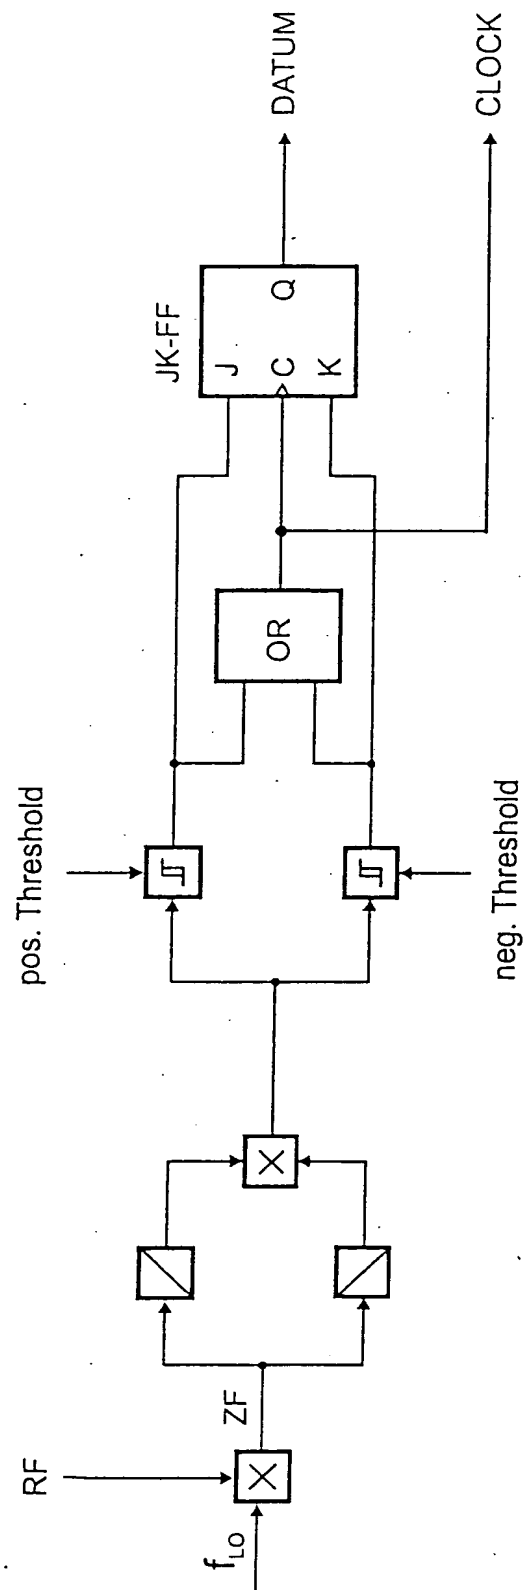 RF
f_LO
ZF
pos. Threshold
neg. Threshold
OR
JK-FF
J
C
K
Q
DATUM
CLOCK